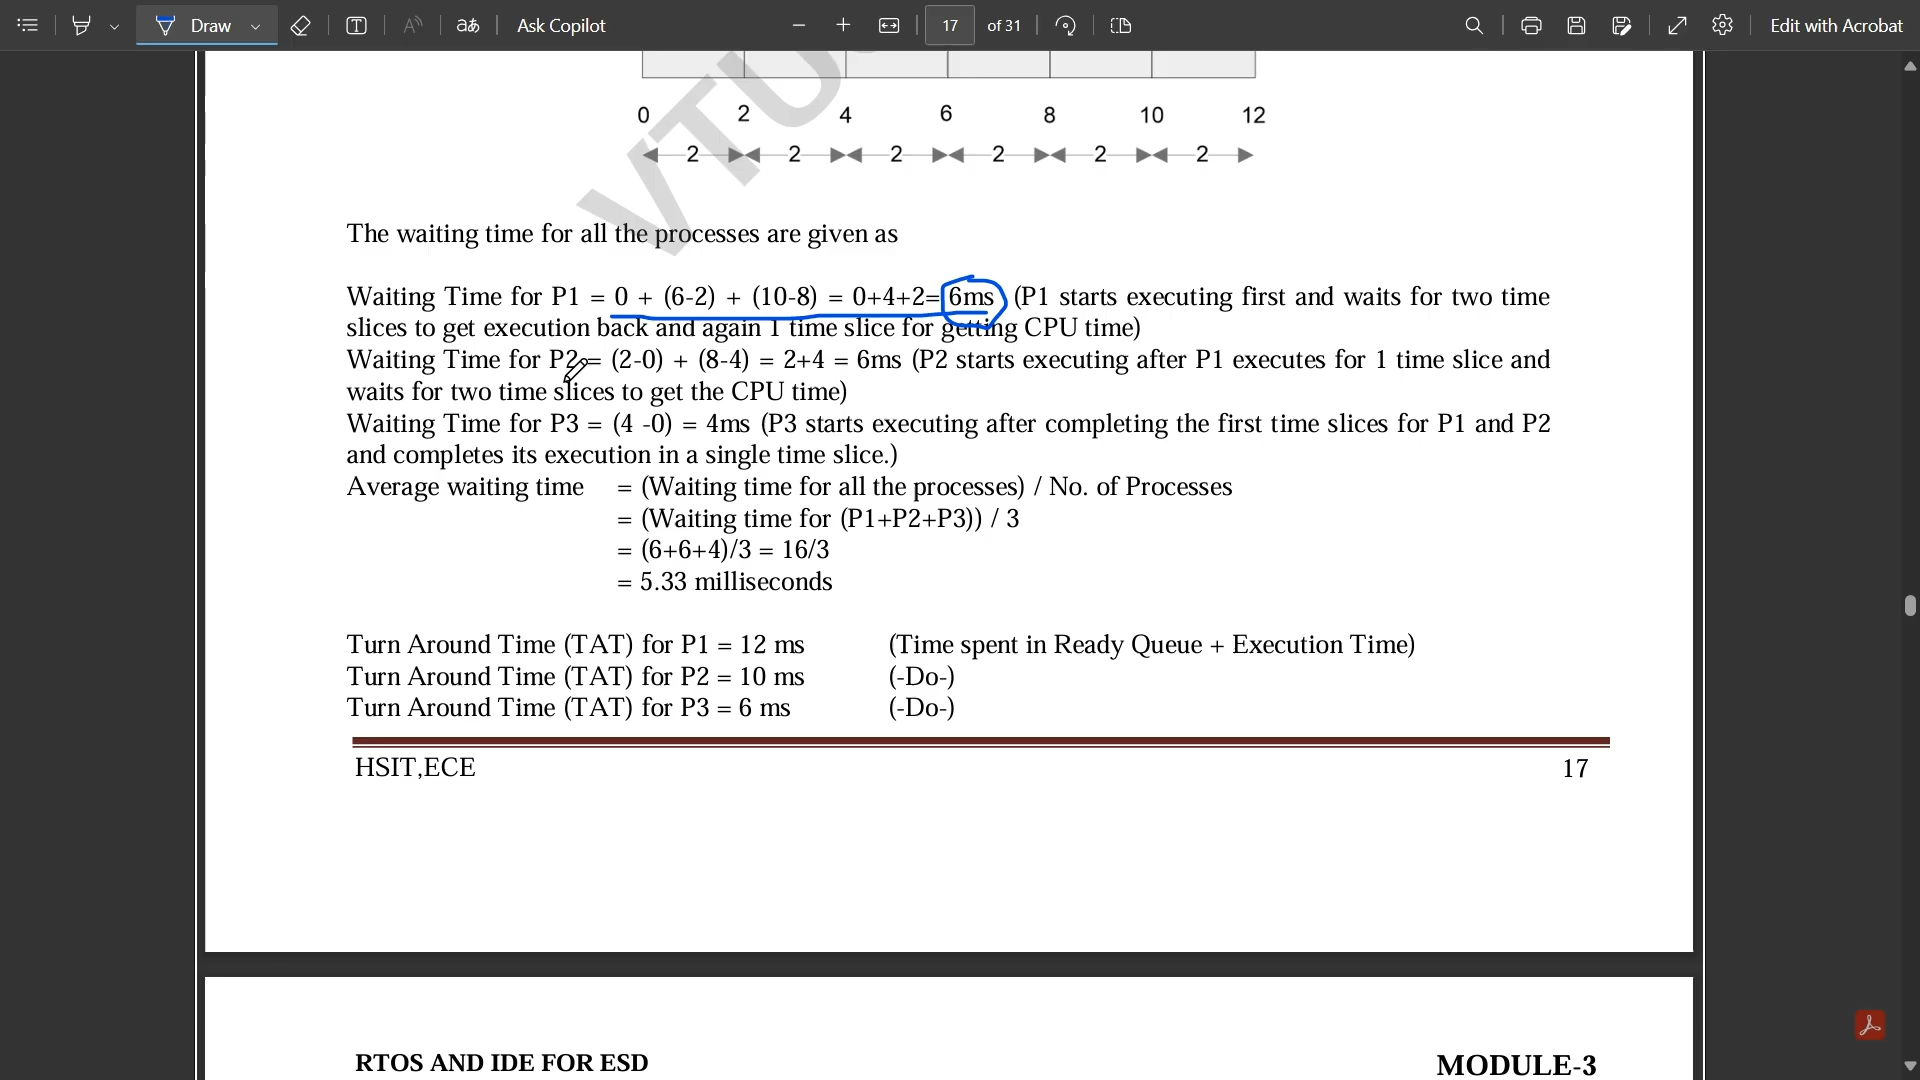 Draw
A
aあ
Ask Copilot
17
of 31
Edit with Acrobat
VTU
0 2 4 6 8 10 12
2 2 2 2 2 2
The waiting time for all the processes are given as
Waiting Time for P1 = 0 + (6-2) + (10-8) = 0+4+2= 6ms (P1 starts executing first and waits for two time
slices to get execution back and again 1 time slice for getting CPU time)
Waiting Time for P2 = (2-0) + (8-4) = 2+4 = 6ms (P2 starts executing after P1 executes for 1 time slice and
waits for two time slices to get the CPU time)
Waiting Time for P3 = (4 -0) = 4ms (P3 starts executing after completing the first time slices for P1 and P2
and completes its execution in a single time slice.)
Average waiting time = (Waiting time for all the processes) / No. of Processes
= (Waiting time for (P1+P2+P3)) / 3
= (6+6+4)/3 = 16/3
= 5.33 milliseconds
Turn Around Time (TAT) for P1 = 12 ms (Time spent in Ready Queue + Execution Time)
Turn Around Time (TAT) for P2 = 10 ms (-Do-)
Turn Around Time (TAT) for P3 = 6 ms (-Do-)
HSIT,ECE 17
RTOS AND IDE FOR ESD MODULE-3